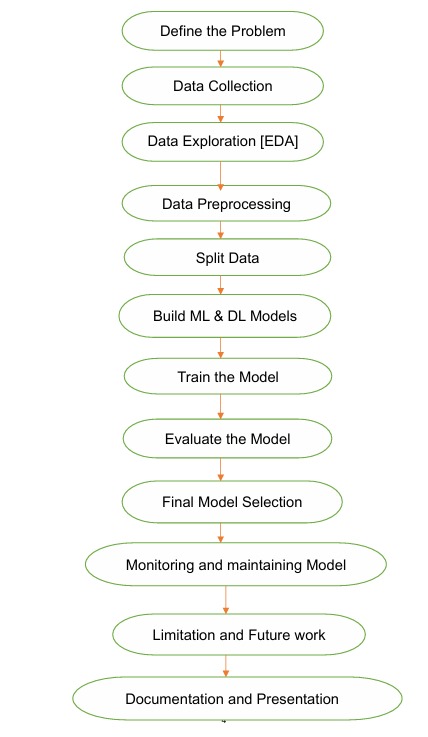 Define the Problem
Data Collection
Data Exploration [EDA]
Data Preprocessing
Split Data
Build ML & DL Models
Train the Model
Evaluate the Model
Final Model Selection
Monitoring and maintaining Model
Limitation and Future work
Documentation and Presentation